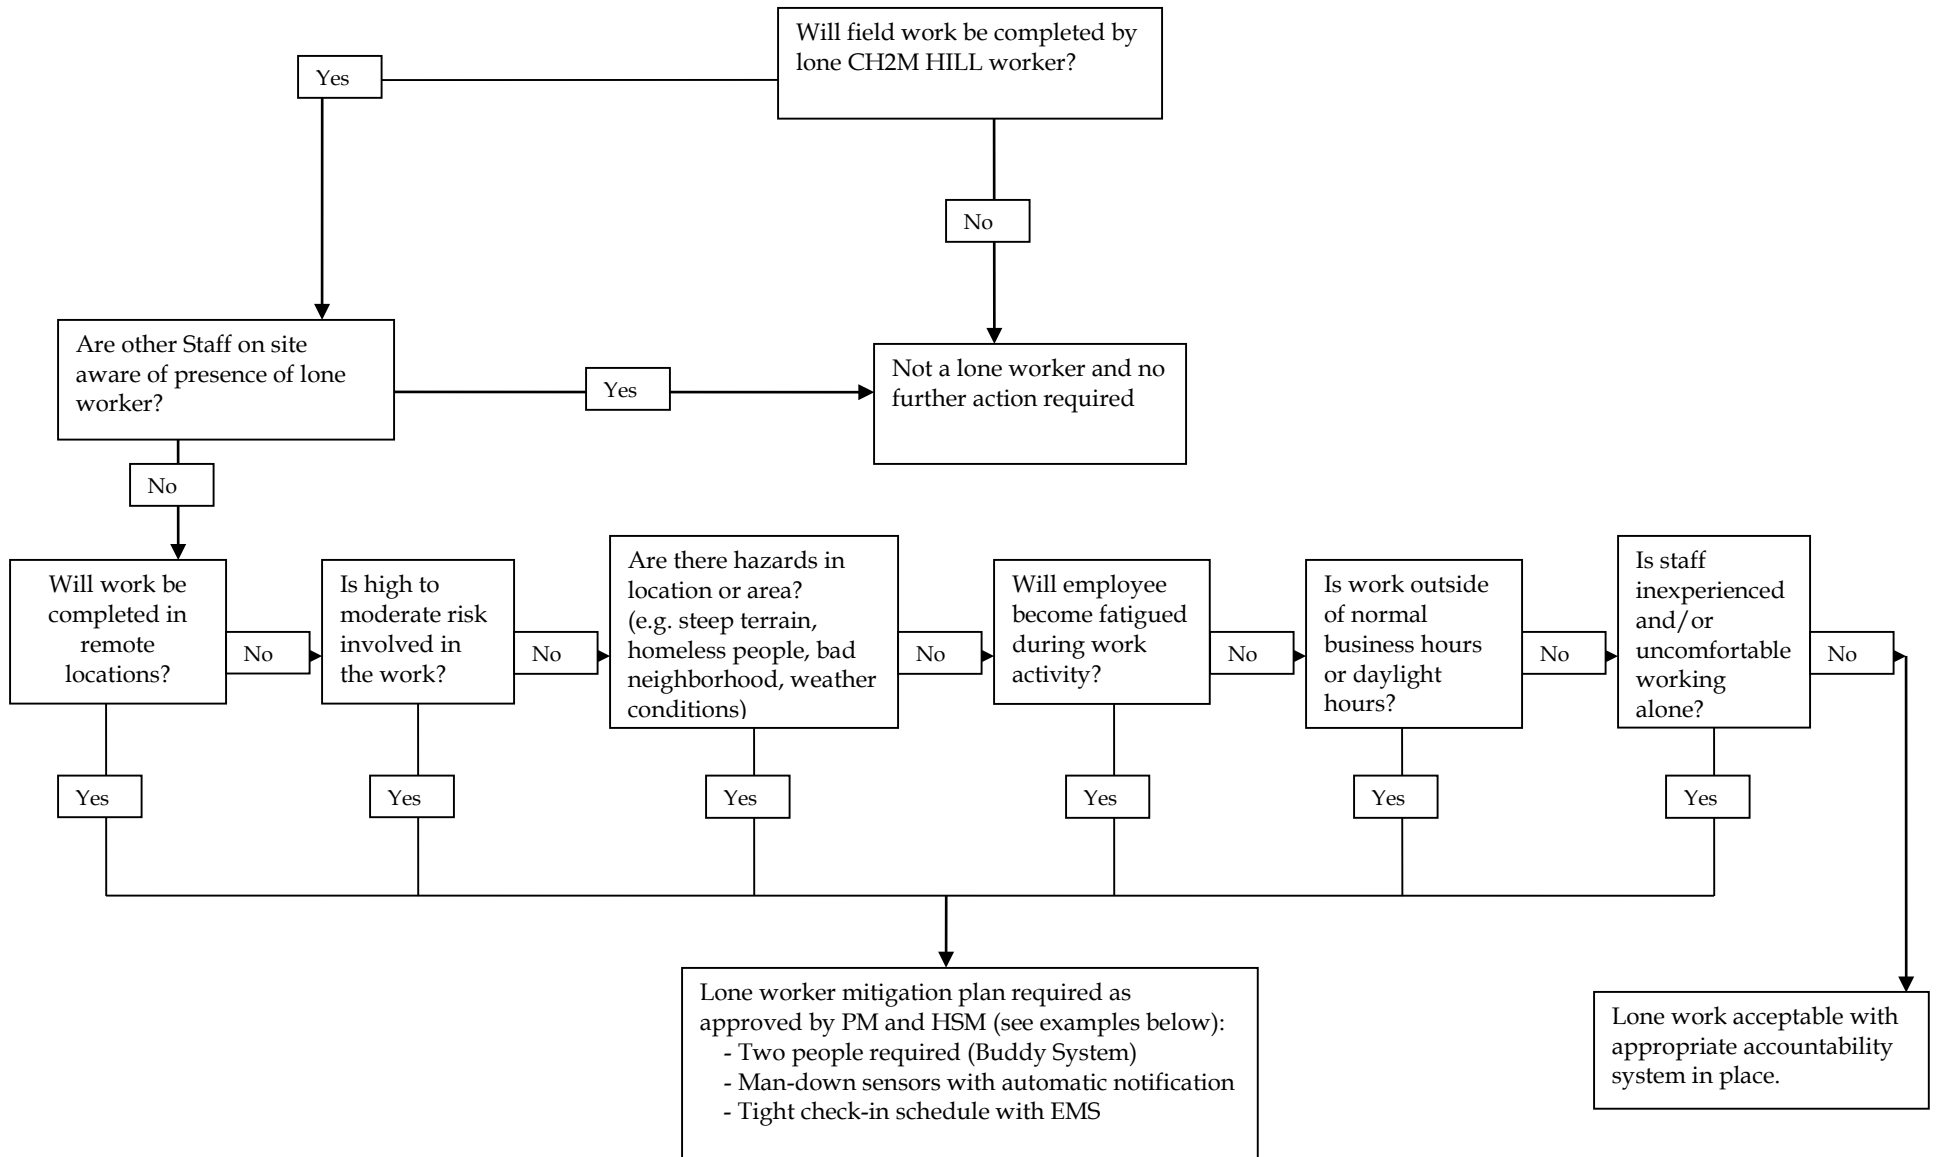 Will field work be completed by
lone CH2M HILL worker?
Yes
No
Are other Staff on site
aware of presence of lone
worker?
Yes
Not a lone worker and no
further action required
No
Will work be
completed in
remote
locations?
No
Is high to
moderate risk
involved in
the work?
No
Are there hazards in
location or area?
(e.g. steep terrain,
homeless people, bad
neighborhood, weather
conditions)
No
Will employee
become fatigued
during work
activity?
No
Is work outside
of normal
business hours
or daylight
hours?
No
Is staff
inexperienced
and/or
uncomfortable
working
alone?
No
Yes
Yes
Yes
Yes
Yes
Yes
Lone worker mitigation plan required as
approved by PM and HSM (see examples below):
- Two people required (Buddy System)
- Man-down sensors with automatic notification
- Tight check-in schedule with EMS
Lone work acceptable with
appropriate accountability
system in place.